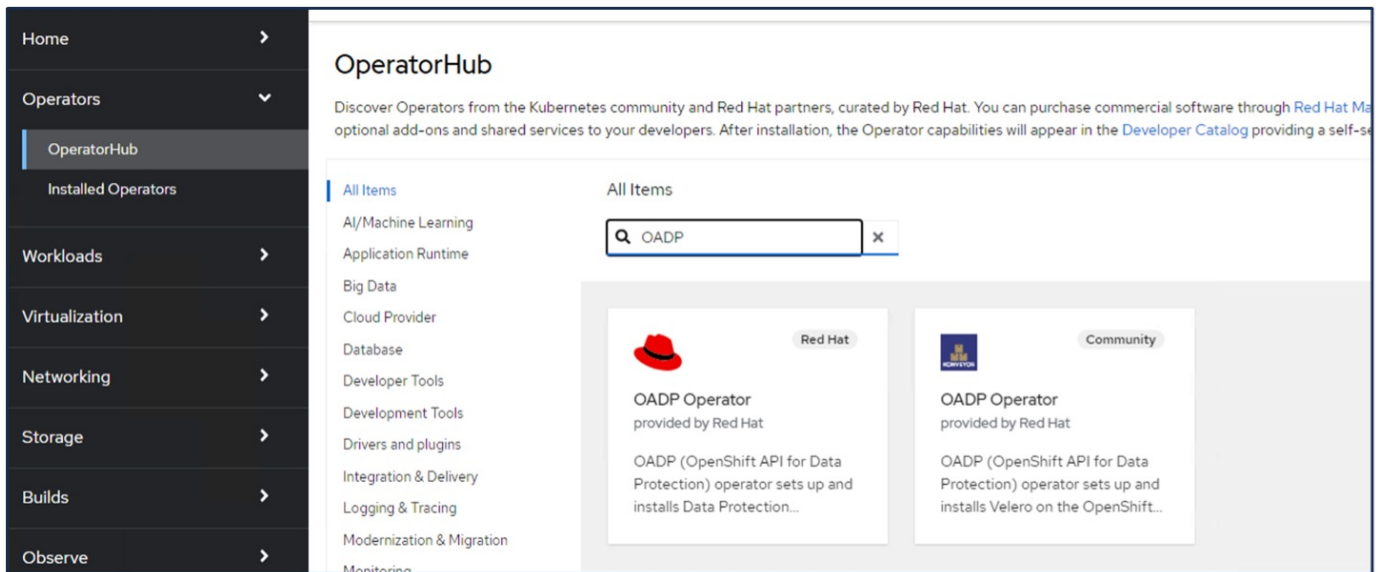 Home
Operators
OperatorHub
Installed Operators
Workloads
Virtualization
Networking
Storage
Builds
Observe
OperatorHub
Discover Operators from the Kubernetes community and Red Hat partners, curated by Red Hat. You can purchase commercial software through Red Hat Ma
optional add-ons and shared services to your developers. After installation, the Operator capabilities will appear in the Developer Catalog providing a self-se
All Items
AI/Machine Learning
Application Runtime
Big Data
Cloud Provider
Database
Developer Tools
Development Tools
Drivers and plugins
Integration & Delivery
Logging & Tracing
Modernization & Migration
Monitoring
All Items
OADP
Red Hat
OADP Operator
provided by Red Hat
OADP (OpenShift API for Data
Protection) operator sets up and
installs Data Protection...
KONVEYOR
Community
OADP Operator
provided by Red Hat
OADP (OpenShift API for Data
Protection) operator sets up and
installs Velero on the OpenShift...